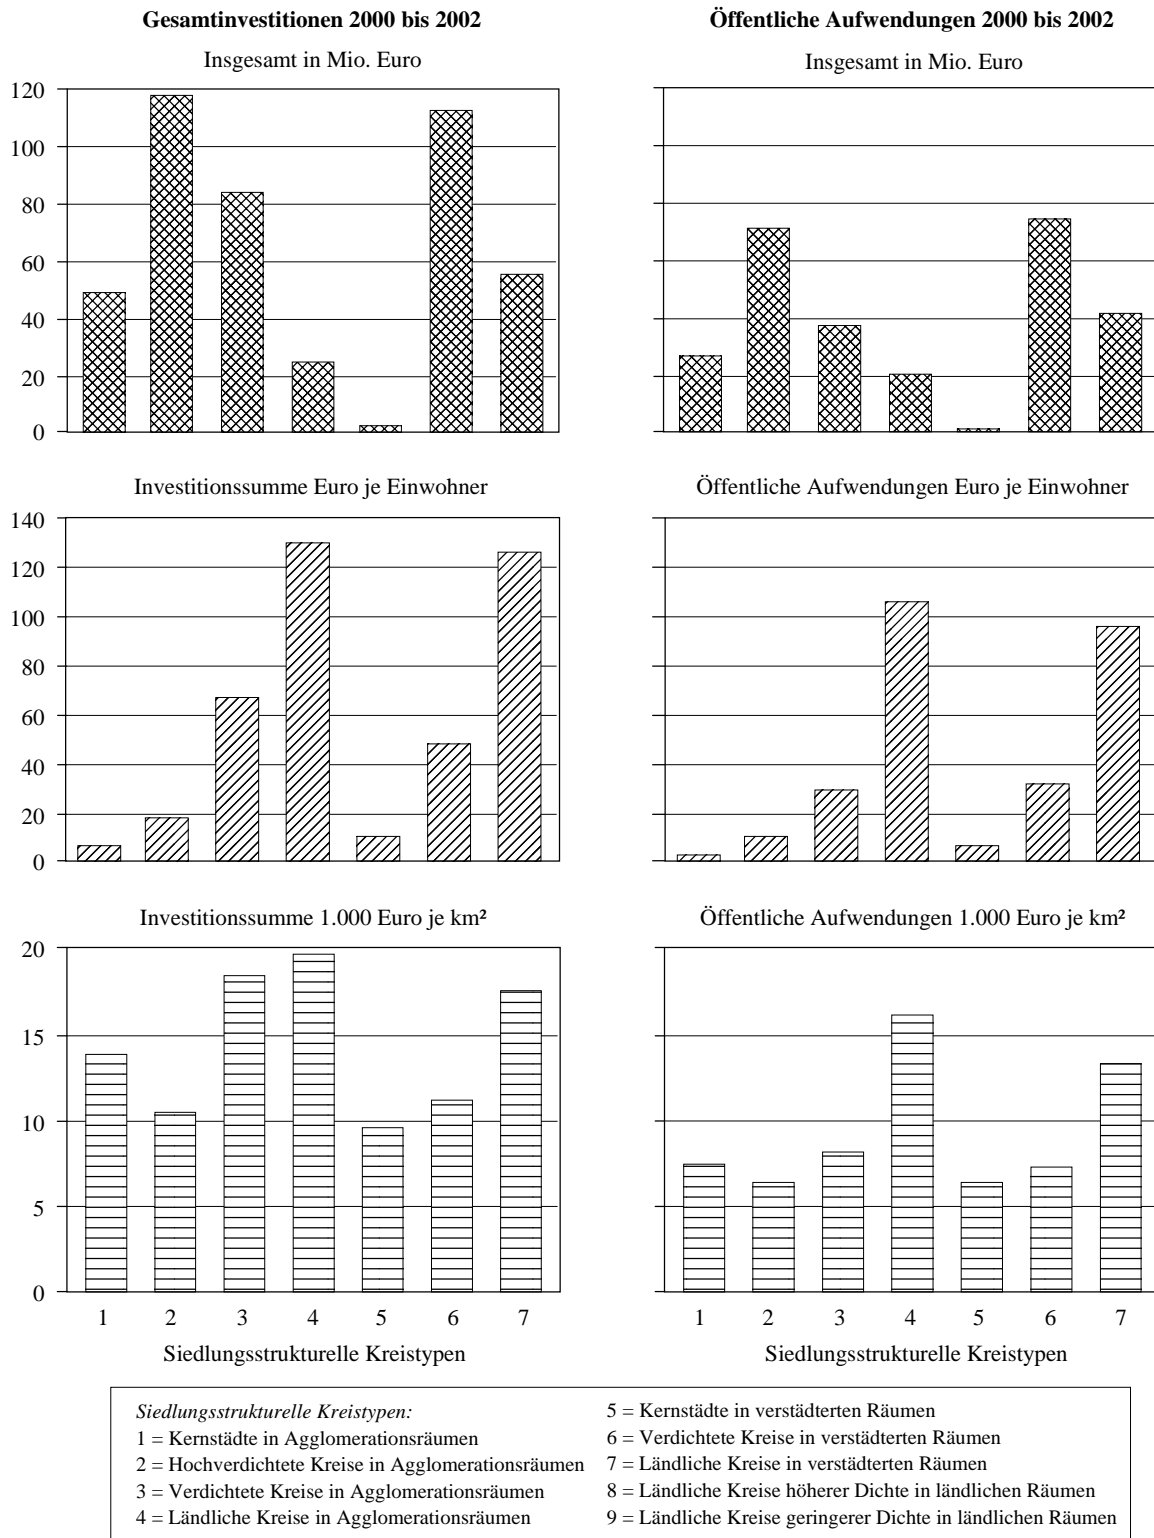 Gesamtinvestitionen 2000 bis 2002
Insgesamt in Mio. Euro
120
100
80
60
40
20
0
Öffentliche Aufwendungen 2000 bis 2002
Insgesamt in Mio. Euro
Investitionssumme Euro je Einwohner
140
120
100
80
60
40
20
0
Öffentliche Aufwendungen Euro je Einwohner
Investitionssumme 1.000 Euro je km²
20
15
10
5
0
1 2 3 4 5 6 7
Siedlungsstrukturelle Kreistypen
Öffentliche Aufwendungen 1.000 Euro je km²
1 2 3 4 5 6 7
Siedlungsstrukturelle Kreistypen
Siedlungsstrukturelle Kreistypen:
1 = Kernstädte in Agglomerationsräumen
2 = Hochverdichtete Kreise in Agglomerationsräumen
3 = Verdichtete Kreise in Agglomerationsräumen
4 = Ländliche Kreise in Agglomerationsräumen
5 = Kernstädte in verstädterten Räumen
6 = Verdichtete Kreise in verstädterten Räumen
7 = Ländliche Kreise in verstädterten Räumen
8 = Ländliche Kreise höherer Dichte in ländlichen Räumen
9 = Ländliche Kreise geringerer Dichte in ländlichen Räumen